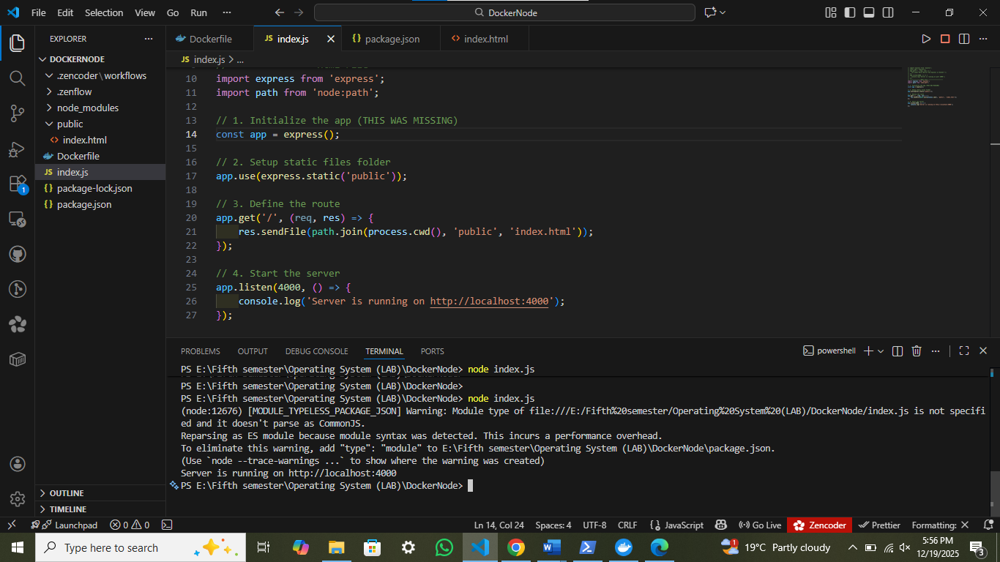 File Edit Selection View Go Run ··· DockerNode
EXPLORER ···
DOCKERNODE
.zencoder\workflows
.zenflow
node_modules
public
index.html
Dockerfile
JS index.js
{} package-lock.json
{} package.json
OUTLINE
TIMELINE
1
Dockerfile JS index.js {} package.json <> index.html
JS index.js > ...
10 import express from 'express';
11 import path from 'node:path';
12
13 // 1. Initialize the app (THIS WAS MISSING)
14 const app = express();
15
16 // 2. Setup static files folder
17 app.use(express.static('public'));
18
19 // 3. Define the route
20 app.get('/', (req, res) => {
21 res.sendFile(path.join(process.cwd(), 'public', 'index.html'));
22 });
23
24 // 4. Start the server
25 app.listen(4000, () => {
26 console.log('Server is running on http://localhost:4000');
27 });
PROBLEMS OUTPUT DEBUG CONSOLE TERMINAL PORTS powershell
PS E:\Fifth semester\Operating System (LAB)\DockerNode> node index.js
PS E:\Fifth semester\Operating System (LAB)\DockerNode>
PS E:\Fifth semester\Operating System (LAB)\DockerNode> node index.js
(node:12676) [MODULE_TYPELESS_PACKAGE_JSON] Warning: Module type of file:///E:/Fifth%20semester/Operating%20System%20(LAB)/DockerNode/index.js is not specifi
ed and it doesn't parse as CommonJS.
Reparsing as ES module because module syntax was detected. This incurs a performance overhead.
To eliminate this warning, add "type": "module" to E:\Fifth semester\Operating System (LAB)\DockerNode\package.json.
(Use `node --trace-warnings ...` to show where the warning was created)
Server is running on http://localhost:4000
PS E:\Fifth semester\Operating System (LAB)\DockerNode>
Launchpad 0 0 Ln 14, Col 24 Spaces: 4 UTF-8 CRLF {} JavaScript Go Live Zencoder Prettier Formatting: ×
Type here to search 1 19°C Partly cloudy 5:56 PM
12/19/2025 3